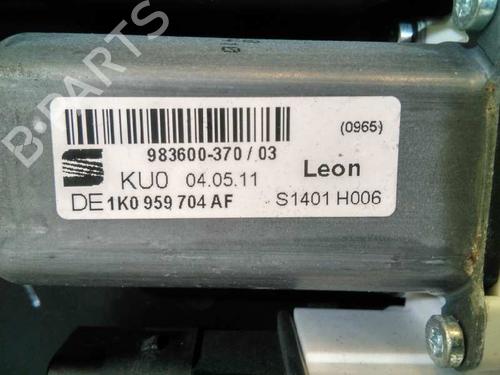 B-PARTS
(0965)
983600-370 / 03
KU0 04.05.11 Leon
DE 1K0 959 704 AF S1401 H006